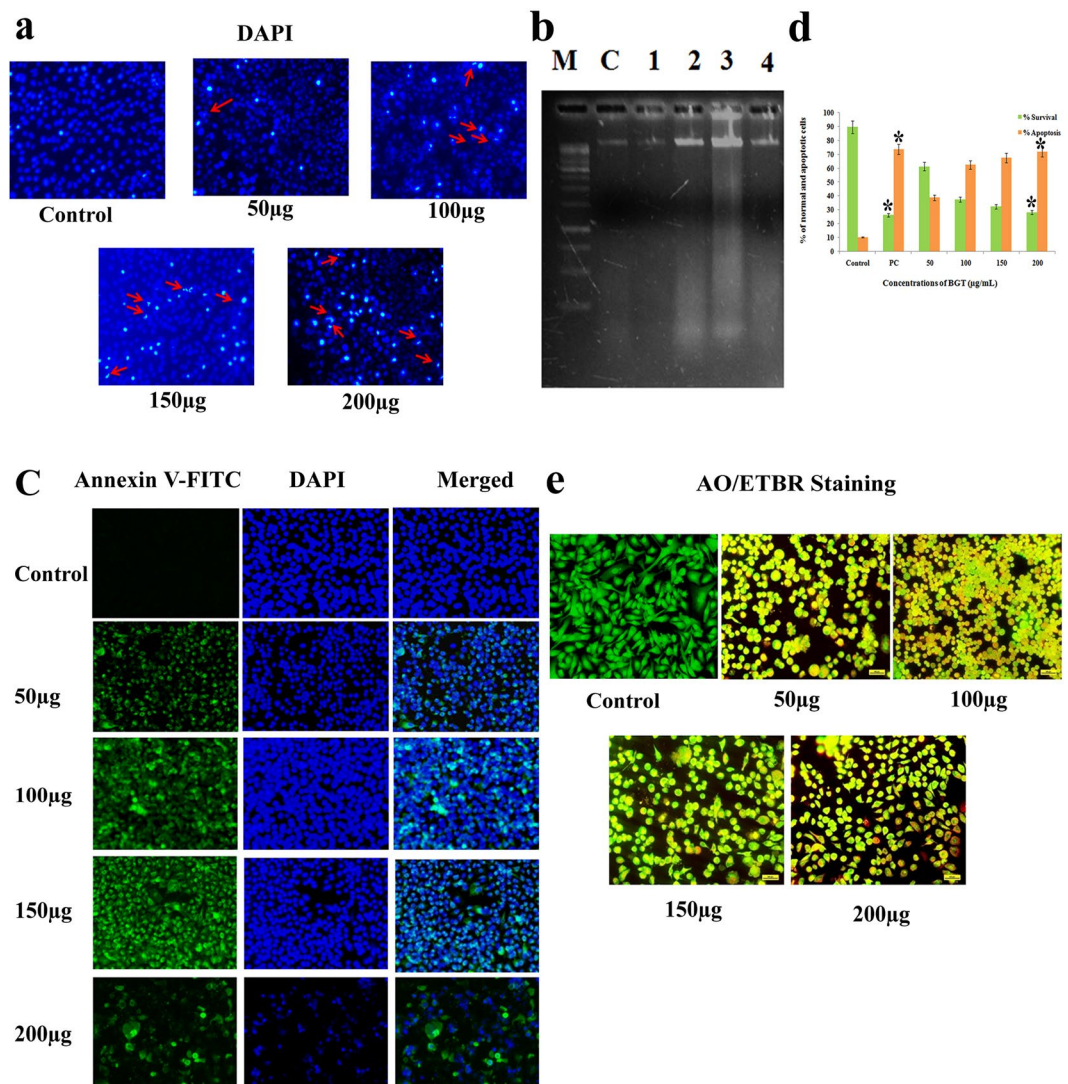 a
DAPI
Control
50µg
100µg
150µg
200µg
b
M C 1 2 3 4
d
% of normal and apoptotic cells
100
90
80
70
60
50
40
30
20
10
0
% Survival
% Apoptosis
*
*
*
*
Control PC 50 100 150 200
Concentrations of BGT (µg/mL)
C
Annexin V-FITC DAPI Merged
Control
50µg
100µg
150µg
200µg
e
AO/ETBR Staining
Control
50µg
100µg
150µg
200µg